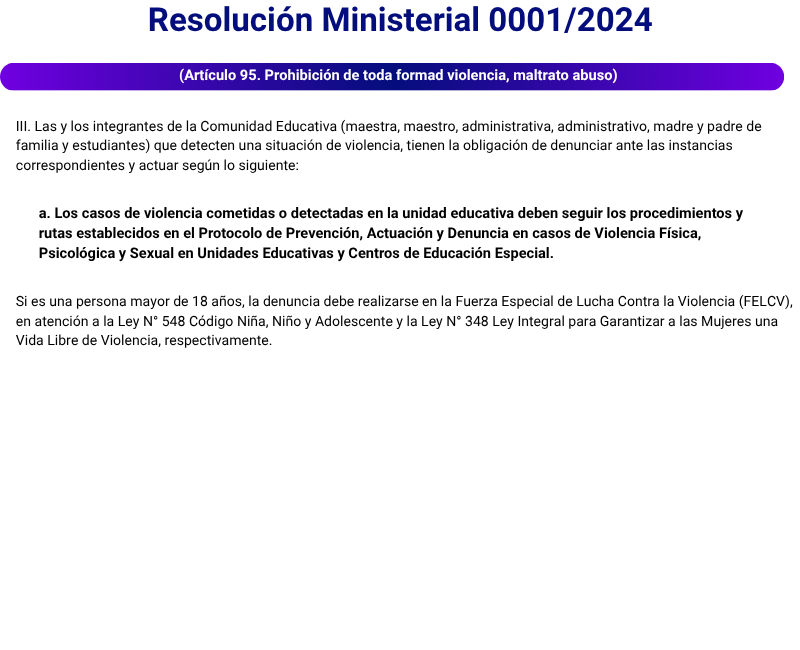 Resolución Ministerial 0001/2024
(Artículo 95. Prohibición de toda formad violencia, maltrato abuso)
III. Las y los integrantes de la Comunidad Educativa (maestra, maestro, administrativa, administrativo, madre y padre de
familia y estudiantes) que detecten una situación de violencia, tienen la obligación de denunciar ante las instancias
correspondientes y actuar según lo siguiente:
a. Los casos de violencia cometidas o detectadas en la unidad educativa deben seguir los procedimientos y
rutas establecidos en el Protocolo de Prevención, Actuación y Denuncia en casos de Violencia Física,
Psicológica y Sexual en Unidades Educativas y Centros de Educación Especial.
Si es una persona mayor de 18 años, la denuncia debe realizarse en la Fuerza Especial de Lucha Contra la Violencia (FELCV),
en atención a la Ley N° 548 Código Niña, Niño y Adolescente y la Ley N° 348 Ley Integral para Garantizar a las Mujeres una
Vida Libre de Violencia, respectivamente.